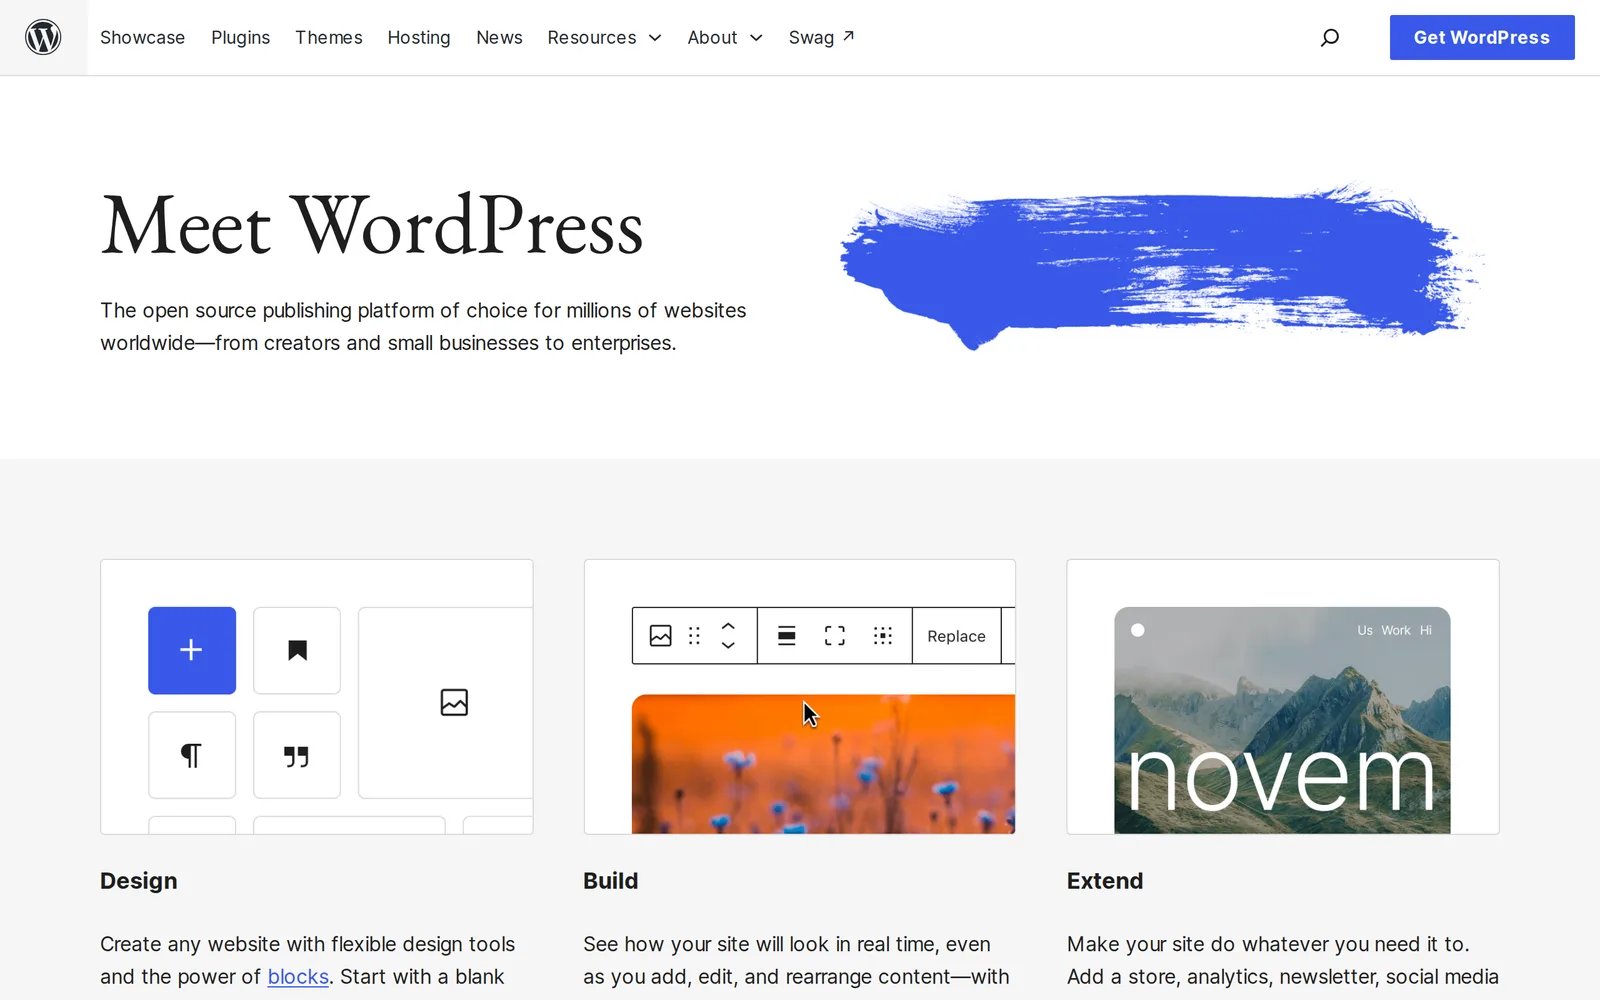 Showcase Plugins Themes Hosting News Resources About Swag ↗ Get WordPress
Meet WordPress
The open source publishing platform of choice for millions of websites
worldwide—from creators and small businesses to enterprises.
Replace
Us Work Hi
novem
Design
Create any website with flexible design tools
and the power of blocks. Start with a blank
Build
See how your site will look in real time, even
as you add, edit, and rearrange content—with
Extend
Make your site do whatever you need it to.
Add a store, analytics, newsletter, social media